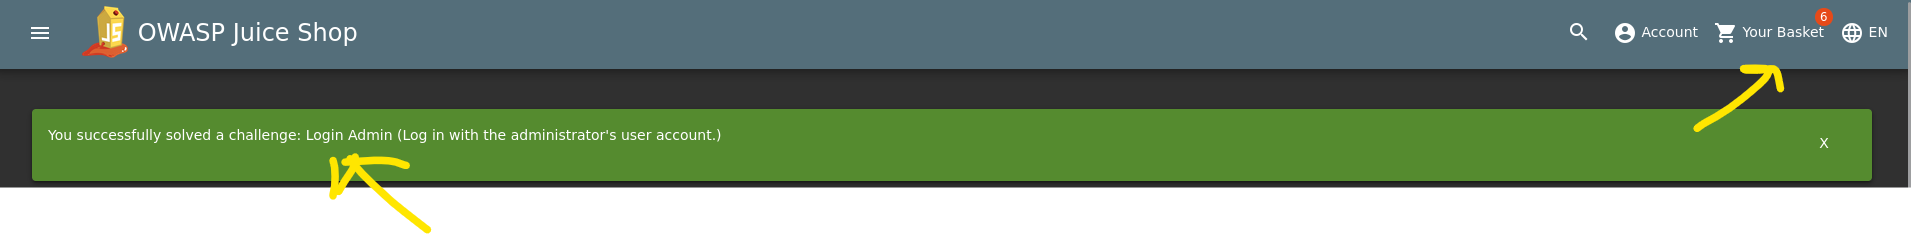 JS
OWASP Juice Shop
Account
Your Basket
6
EN
You successfully solved a challenge: Login Admin (Log in with the administrator's user account.)
X